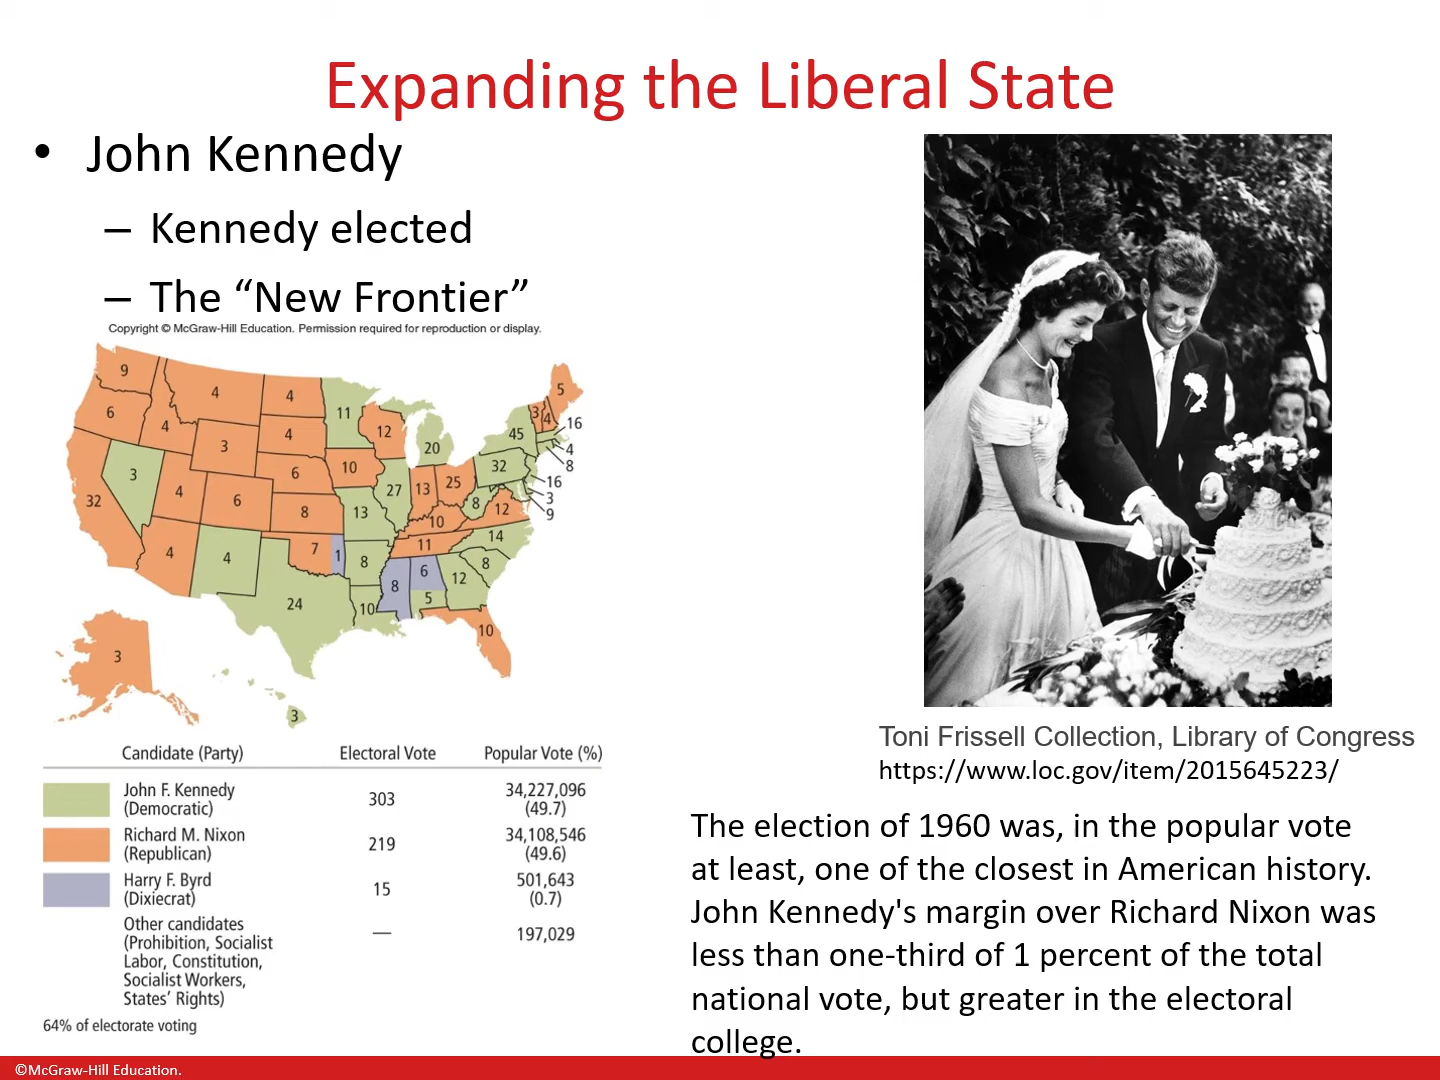 Expanding the Liberal State
• John Kennedy
– Kennedy elected
– The “New Frontier”
Copyright © McGraw-Hill Education. Permission required for reproduction or display.
9
4
4
11
12
5
3
4
16
6
4
3
4
20
45
4
8
3
6
10
32
16
3
9
32
4
6
8
13
27
13
25
8
12
10
4
4
7
1
8
11
14
8
24
10
8
6
5
12
10
3
3
Candidate (Party) Electoral Vote Popular Vote (%)
John F. Kennedy 303 34,227,096
(Democratic) (49.7)
Richard M. Nixon 219 34,108,546
(Republican) (49.6)
Harry F. Byrd 15 501,643
(Dixiecrat) (0.7)
Other candidates — 197,029
(Prohibition, Socialist
Labor, Constitution,
Socialist Workers,
States’ Rights)
64% of electorate voting
Toni Frissell Collection, Library of Congress
https://www.loc.gov/item/2015645223/
The election of 1960 was, in the popular vote
at least, one of the closest in American history.
John Kennedy's margin over Richard Nixon was
less than one-third of 1 percent of the total
national vote, but greater in the electoral
college.
©McGraw-Hill Education.